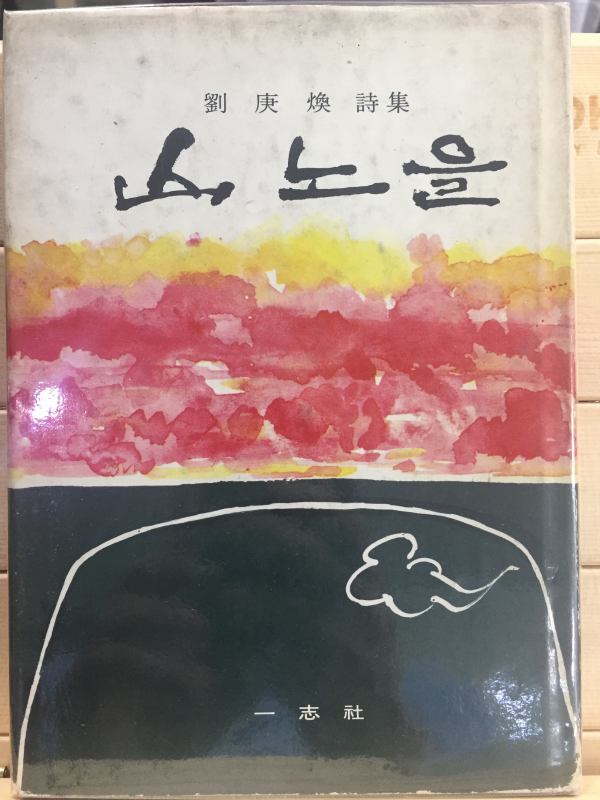 劉庚煥 詩集
山노을
一志社